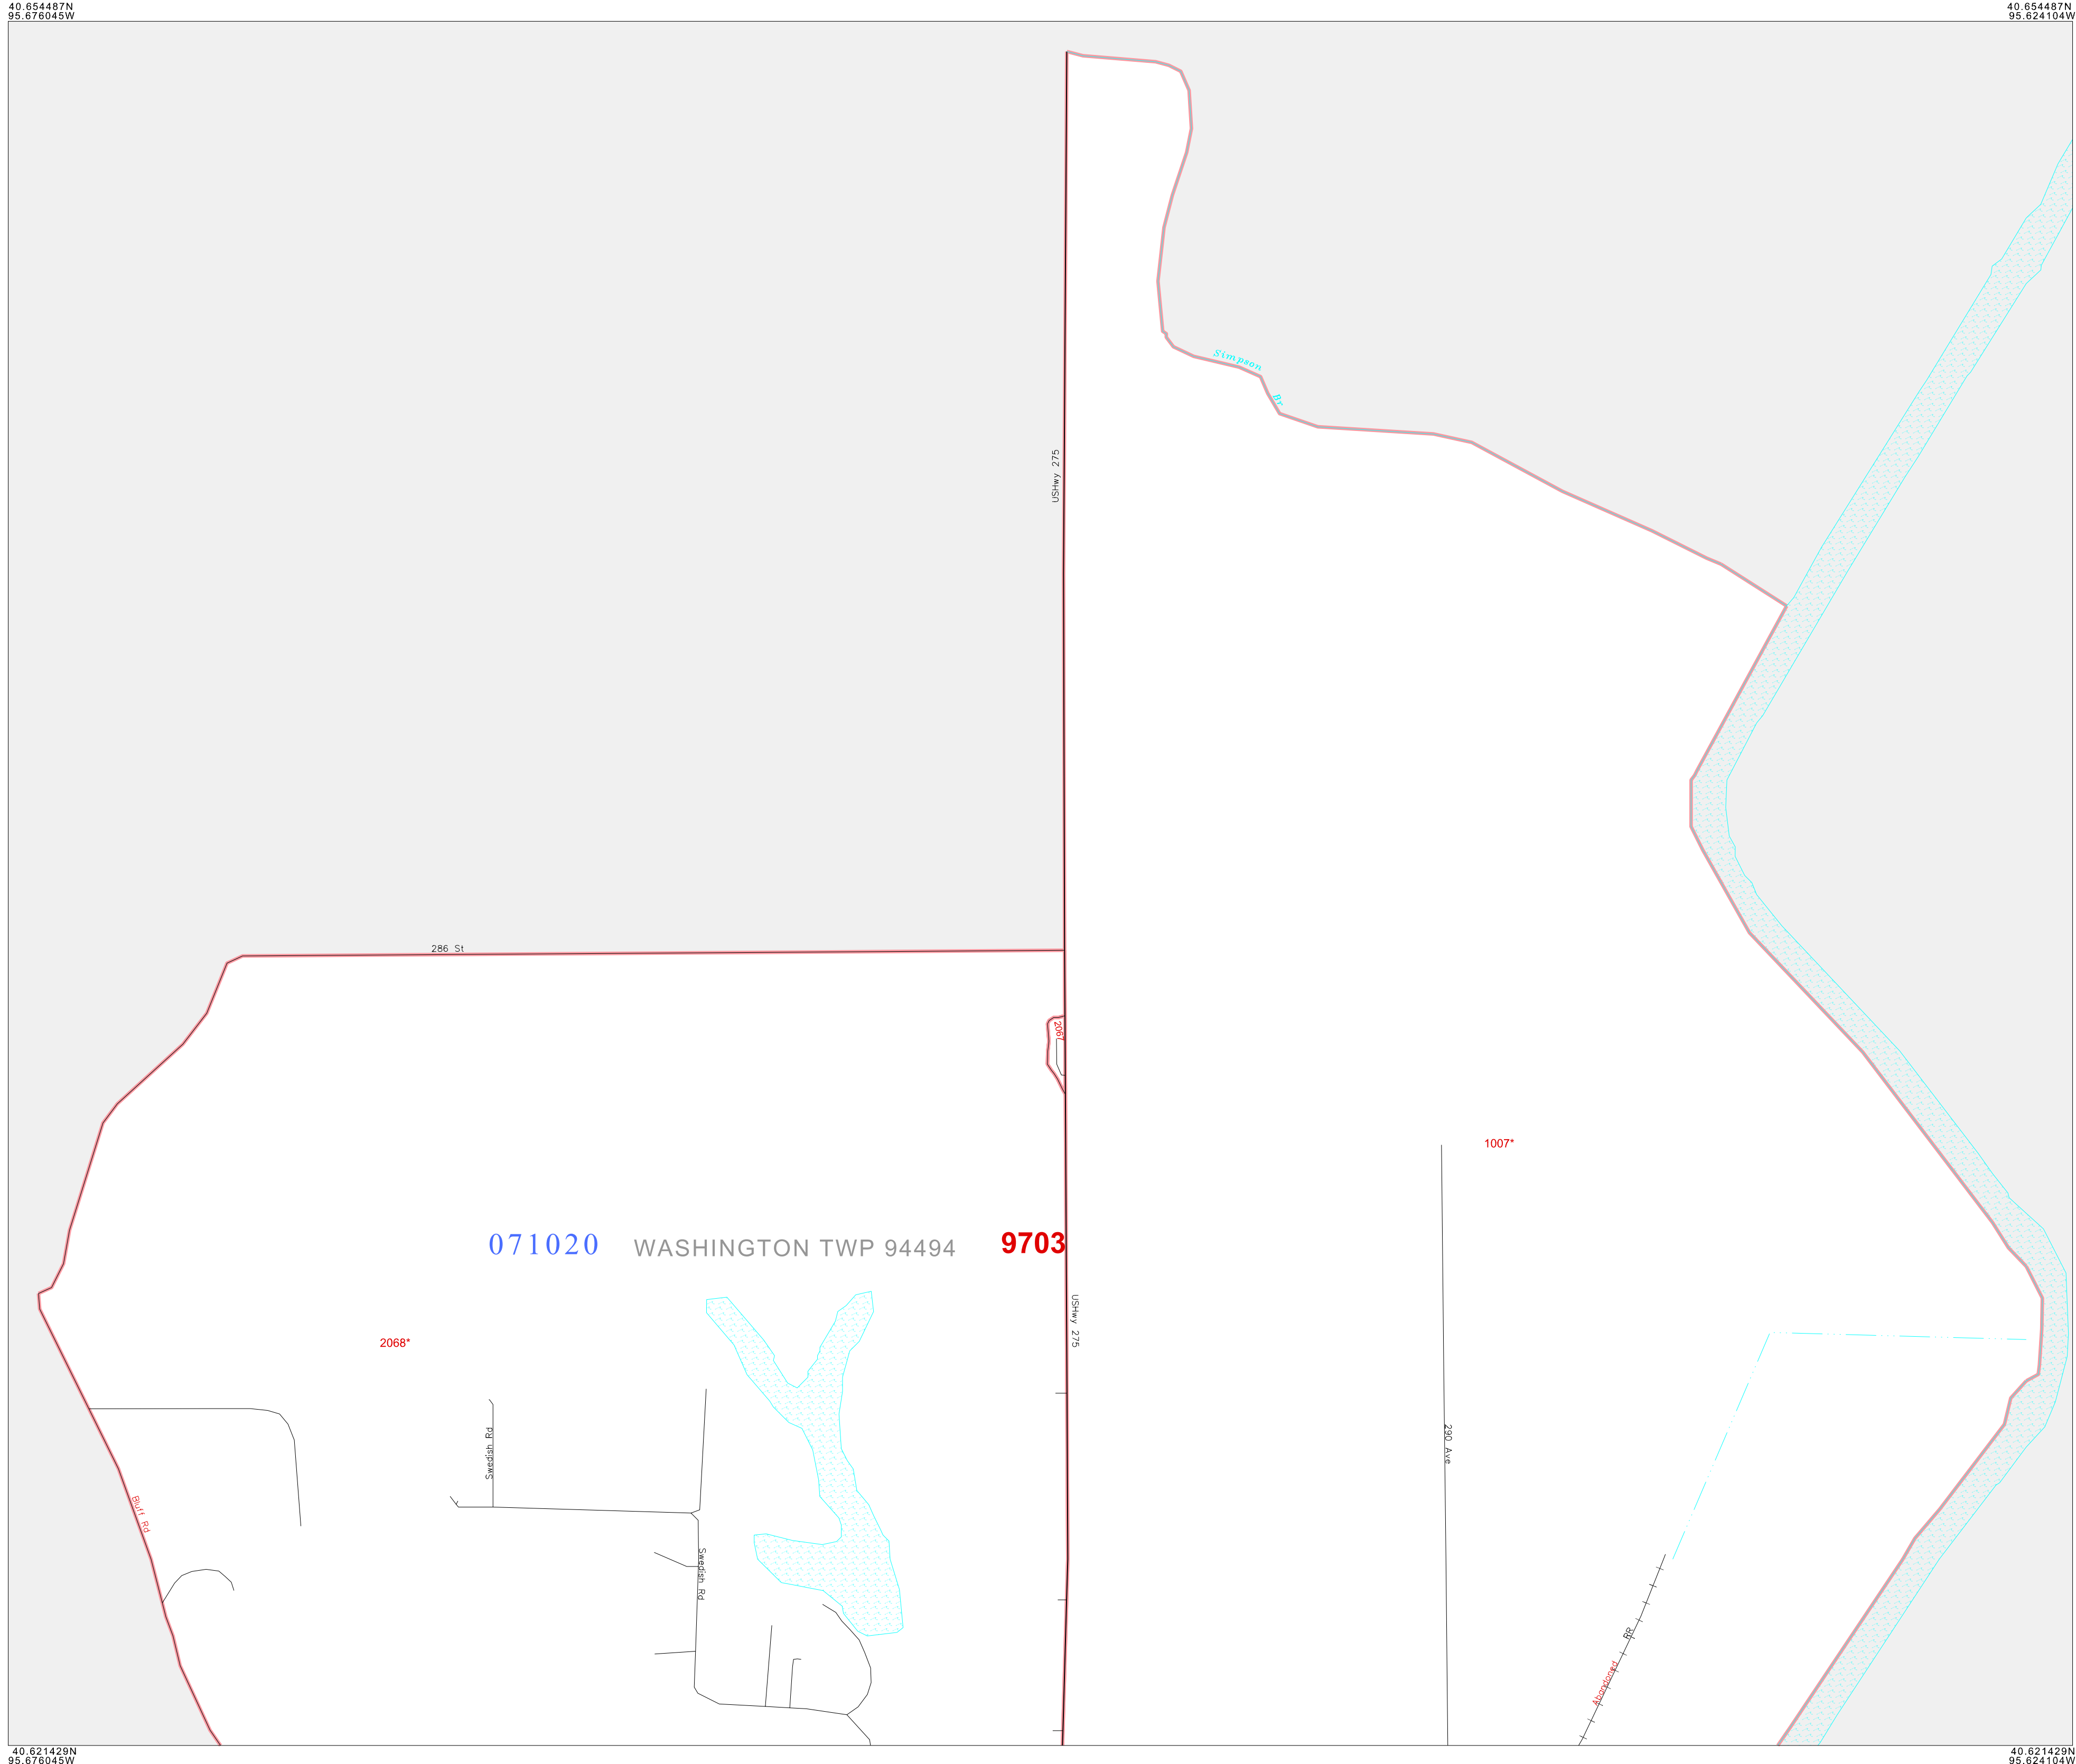 40.654487N
95.676045W
40.654487N
95.624104W
Simpson
Br
USHwy 275
286 St
2067
1007*
071020
WASHINGTON TWP 94494
9703
USHwy 275
2068*
Swedish Rd
290 Ave
Bluff Rd
Swedish Rd
Abandoned
RR
40.621429N
95.676045W
40.621429N
95.624104W